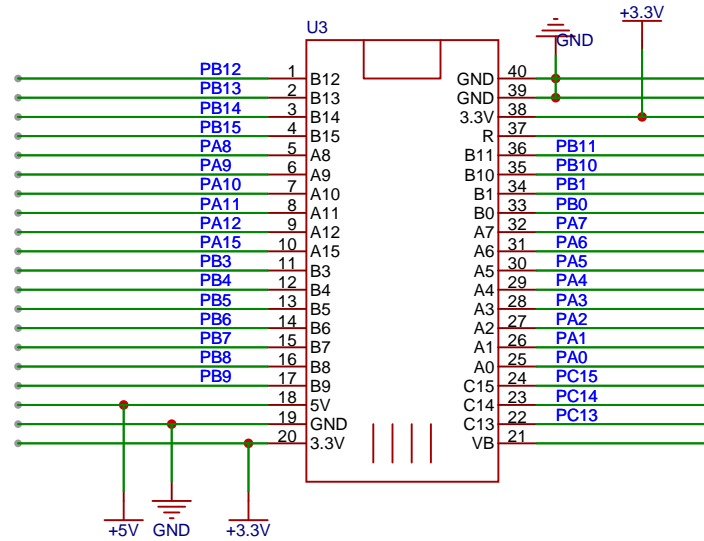 U3
+3.3V
GND
PB12 1 B12 GND 40
PB13 2 B13 GND 39
PB14 3 B14 3.3V 38
PB15 4 B15 R 37
PA8 5 A8 B11 36 PB11
PA9 6 A9 B10 35 PB10
PA10 7 A10 B1 34 PB1
PA11 8 A11 B0 33 PB0
PA12 9 A12 A7 32 PA7
PA15 10 A15 A6 31 PA6
PB3 11 B3 A5 30 PA5
PB4 12 B4 A4 29 PA4
PB5 13 B5 A3 28 PA3
PB6 14 B6 A2 27 PA2
PB7 15 B7 A1 26 PA1
PB8 16 B8 A0 25 PA0
PB9 17 B9 C15 24 PC15
18 5V C14 23 PC14
19 GND C13 22 PC13
20 3.3V VB 21
+5V GND +3.3V